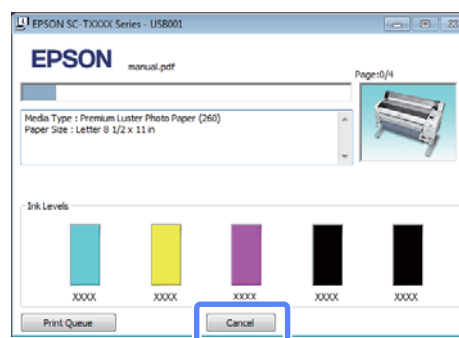 EPSON SC-TXXXX Series - USB001
EPSON manual.pdf
Page:0/4
Media Type : Premium Luster Photo Paper (260)
Paper Size : Letter 8 1/2 x 11 in
Ink Levels
XXXX XXXX XXXX XXXX XXXX
Print Queue Cancel